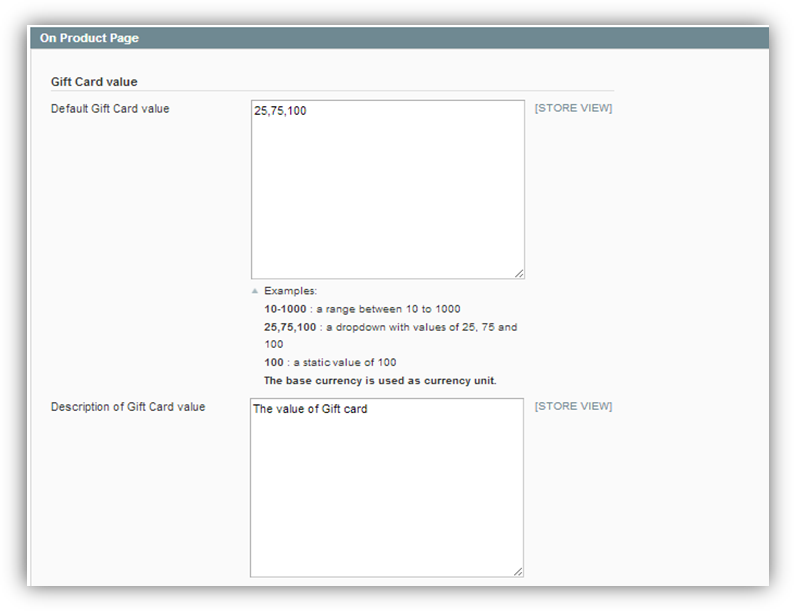 On Product Page
Gift Card value
Default Gift Card value
25,75,100
[STORE VIEW]
Examples:
10-1000 : a range between 10 to 1000
25,75,100 : a dropdown with values of 25, 75 and
100
100 : a static value of 100
The base currency is used as currency unit.
Description of Gift Card value
The value of Gift card
[STORE VIEW]